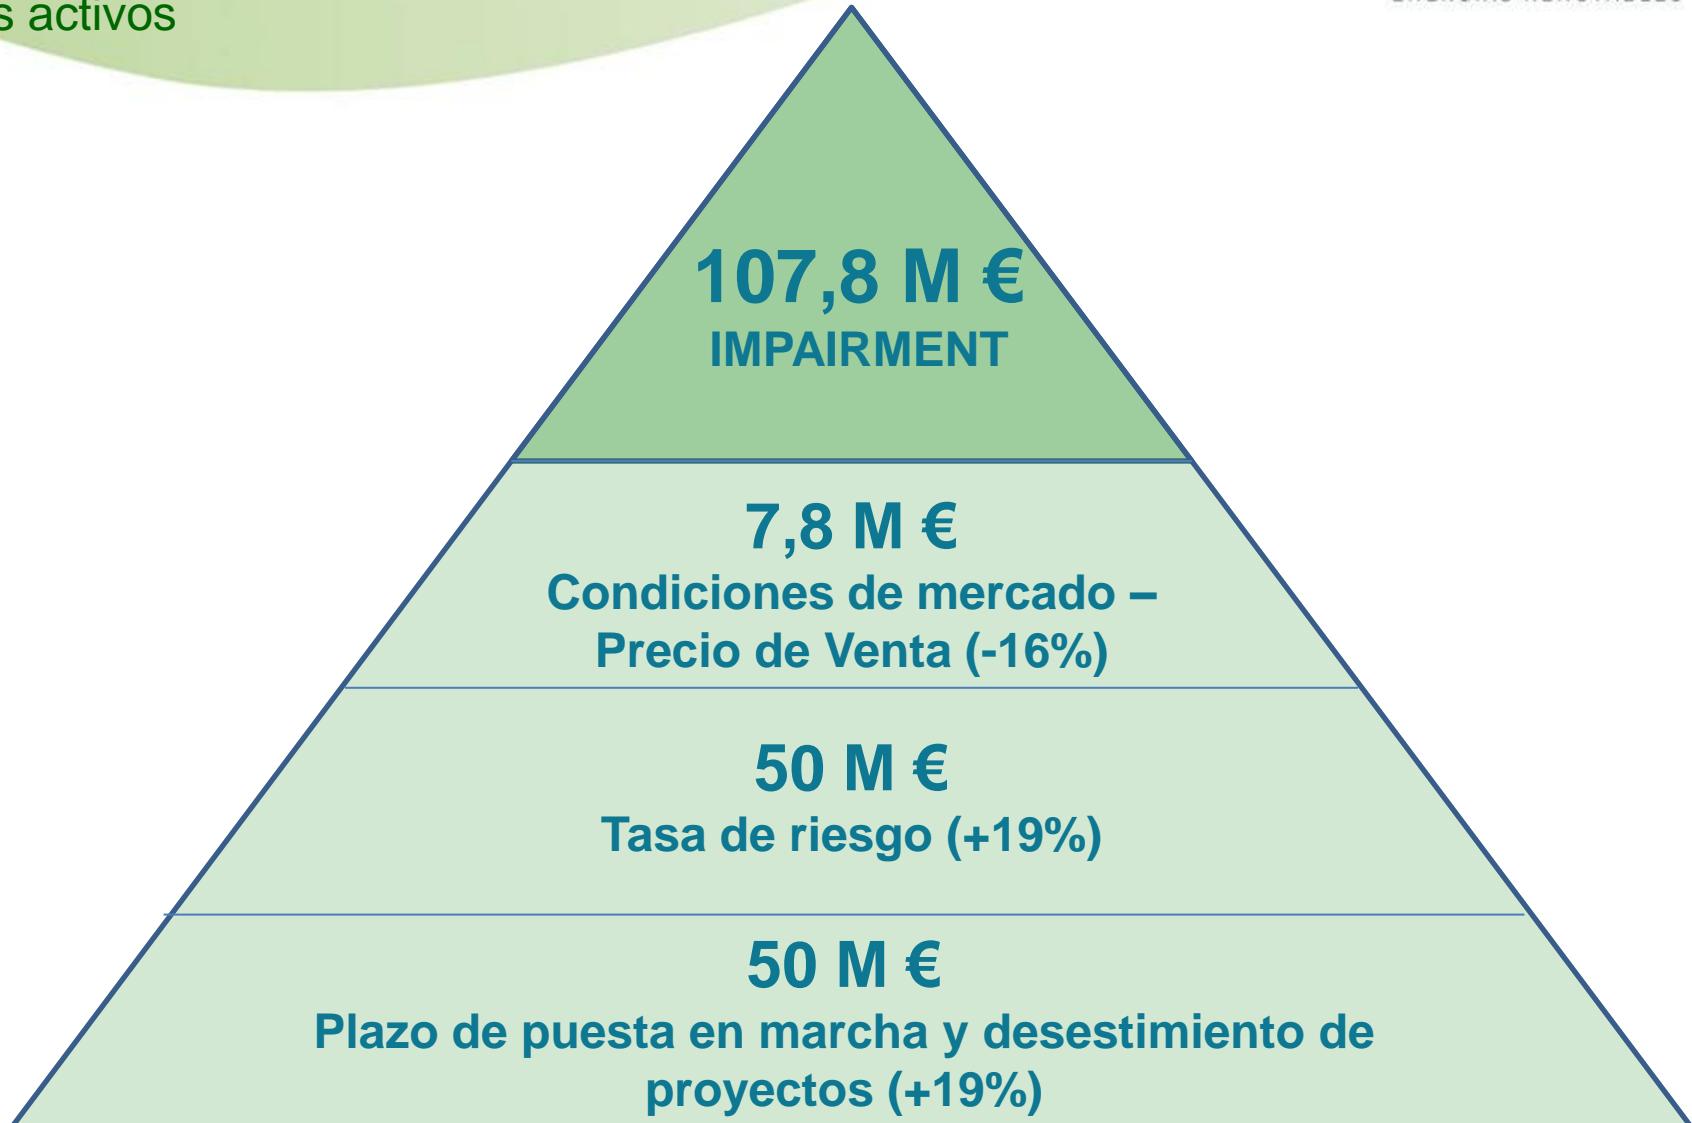 s activos
107,8 M €
IMPAIRMENT
7,8 M €
Condiciones de mercado –
Precio de Venta (-16%)
50 M €
Tasa de riesgo (+19%)
50 M €
Plazo de puesta en marcha y desestimiento de
proyectos (+19%)